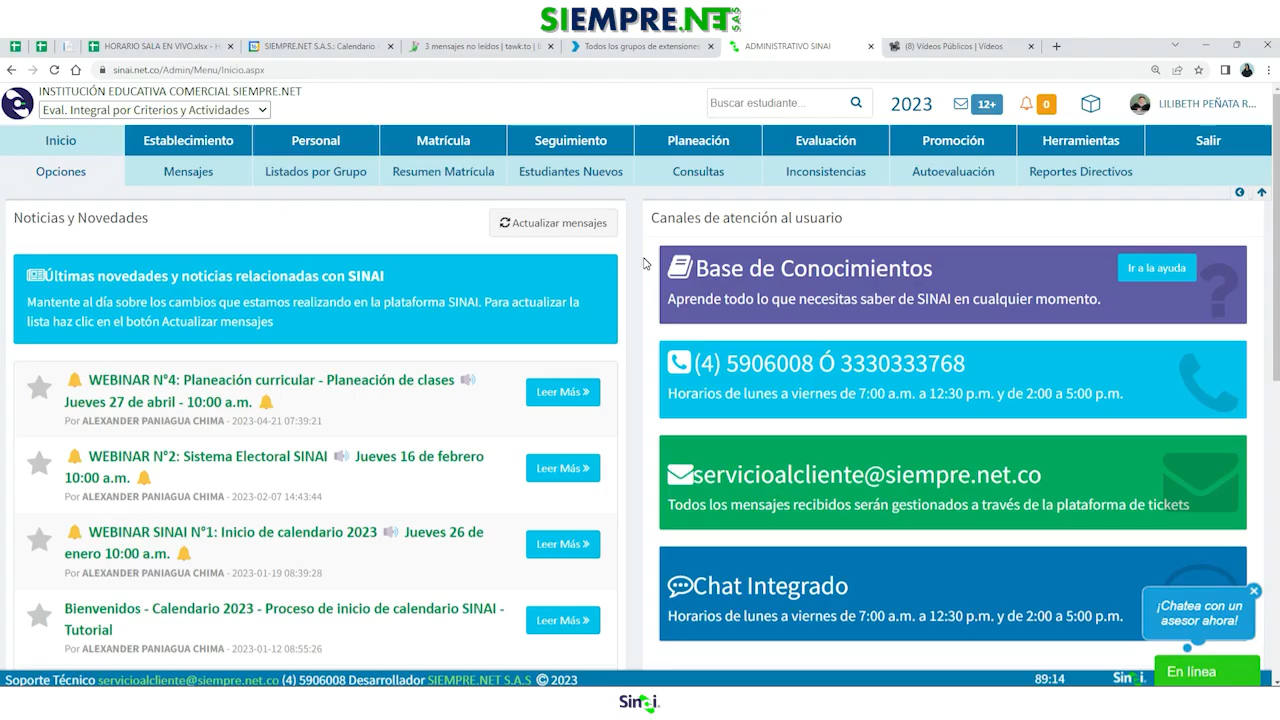 SIEMPRE.NET S.A.S
HORARIO SALA EN VIVO.xlsx - H
SIEMPRE.NET S.A.S.: Calendario
3 mensajes no leídos | tawk.to | b
Todos los grupos de extensiones
ADMINISTRATIVO SINAI
(8) Vídeos Públicos | Vídeos
sinai.net.co/Admin/Menu/Inicio.aspx
INSTITUCIÓN EDUCATIVA COMERCIAL SIEMPRE.NET
Eval. Integral por Criterios y Actividades
Buscar estudiante...
2023
12+
0
LILIBETH PEÑATA R...
Inicio
Establecimiento
Personal
Matrícula
Seguimiento
Planeación
Evaluación
Promoción
Herramientas
Salir
Opciones
Mensajes
Listados por Grupo
Resumen Matrícula
Estudiantes Nuevos
Consultas
Inconsistencias
Autoevaluación
Reportes Directivos
Noticias y Novedades
Actualizar mensajes
Últimas novedades y noticias relacionadas con SINAI
Mantente al día sobre los cambios que estamos realizando en la plataforma SINAI. Para actualizar la
lista haz clic en el botón Actualizar mensajes
WEBINAR N°4: Planeación curricular - Planeación de clases
Jueves 27 de abril - 10:00 a.m.
Por ALEXANDER PANIAGUA CHIMA - 2023-04-21 07:39:21
Leer Más »
WEBINAR N°2: Sistema Electoral SINAI Jueves 16 de febrero
10:00 a.m.
Por ALEXANDER PANIAGUA CHIMA - 2023-02-07 14:43:44
Leer Más »
WEBINAR SINAI N°1: Inicio de calendario 2023 Jueves 26 de
enero 10:00 a.m.
Por ALEXANDER PANIAGUA CHIMA - 2023-01-19 08:39:28
Leer Más »
Bienvenidos - Calendario 2023 - Proceso de inicio de calendario SINAI -
Tutorial
Por ALEXANDER PANIAGUA CHIMA - 2023-01-12 08:55:26
Leer Más »
Canales de atención al usuario
Base de Conocimientos
Ir a la ayuda
Aprende todo lo que necesitas saber de SINAI en cualquier momento.
(4) 5906008 Ó 3330333768
Horarios de lunes a viernes de 7:00 a.m. a 12:30 p.m. y de 2:00 a 5:00 p.m.
servicioalcliente@siempre.net.co
Todos los mensajes recibidos serán gestionados a través de la plataforma de tickets
Chat Integrado
Horarios de lunes a viernes de 7:00 a.m. a 12:30 p.m. y de 2:00 a 5:00 p.m.
¡Chatea con un
asesor ahora!
En línea
Soporte Técnico servicioalcliente@siempre.net.co (4) 5906008 Desarrollador SIEMPRE.NET S.A.S © 2023
89:14
Sinai.
Sinai.